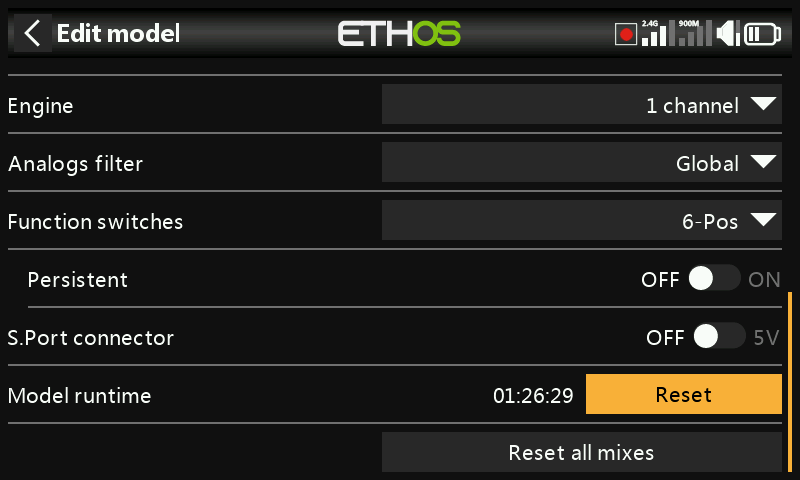 Edit model
ETHOS
2.4G
900M
Engine
1 channel
Analogs filter
Global
Function switches
6-Pos
Persistent
OFF ON
S.Port connector
OFF 5V
Model runtime
01:26:29 Reset
Reset all mixes